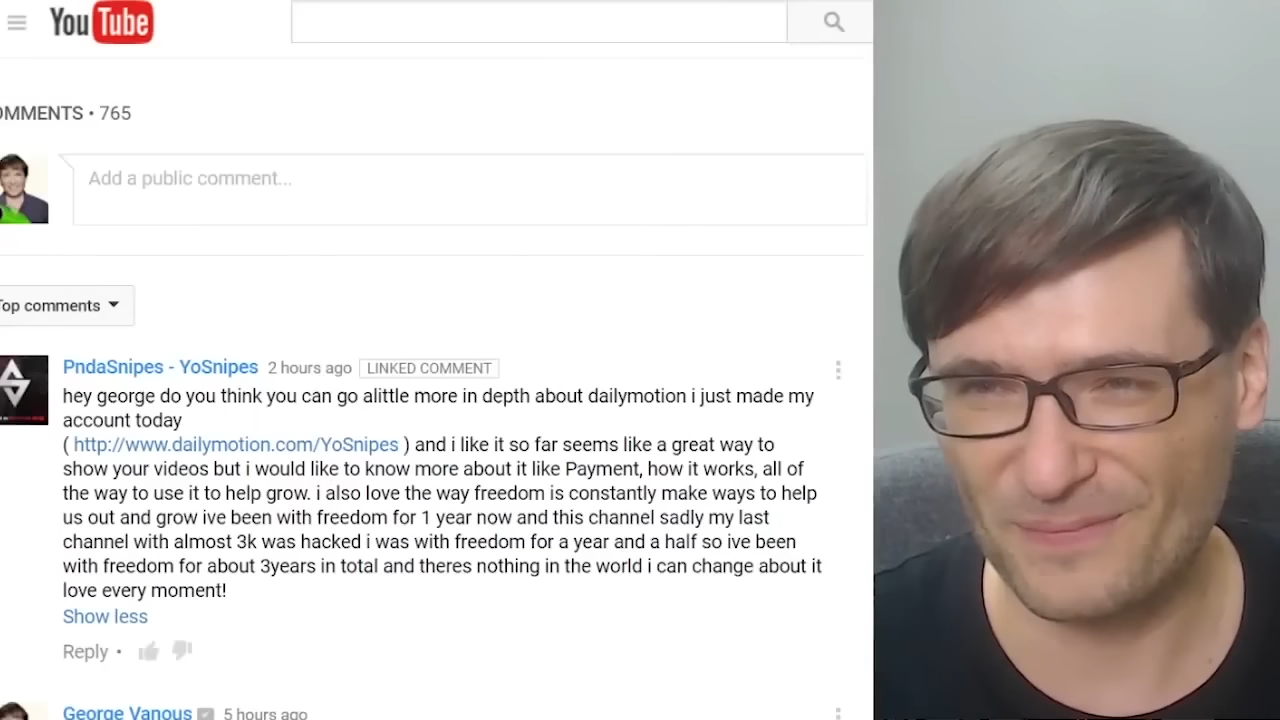 YouTube
OMMENTS • 765
Add a public comment...
Top comments
PndaSnipes - YoSnipes 2 hours ago LINKED COMMENT
hey george do you think you can go alittle more in depth about dailymotion i just made my
account today
( http://www.dailymotion.com/YoSnipes ) and i like it so far seems like a great way to
show your videos but i would like to know more about it like Payment, how it works, all of
the way to use it to help grow. i also love the way freedom is constantly make ways to help
us out and grow ive been with freedom for 1 year now and this channel sadly my last
channel with almost 3k was hacked i was with freedom for a year and a half so ive been
with freedom for about 3years in total and theres nothing in the world i can change about it
love every moment!
Show less
Reply •
George Vanous 5 hours ago